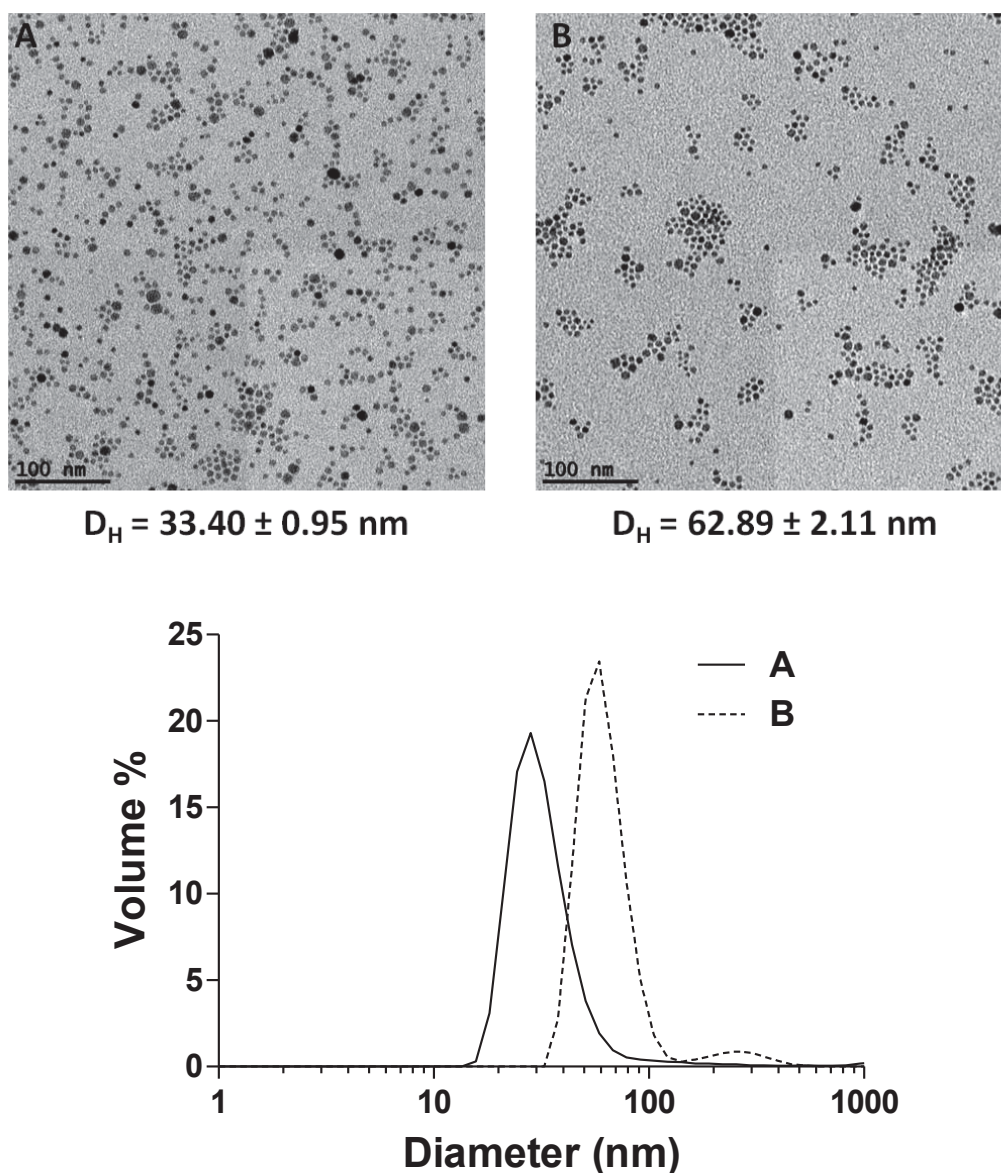 A
B
100 nm
100 nm
D_H = 33.40 ± 0.95 nm
D_H = 62.89 ± 2.11 nm
25
20
15
10
5
0
Volume %
A
B
1
10
100
1000
Diameter (nm)